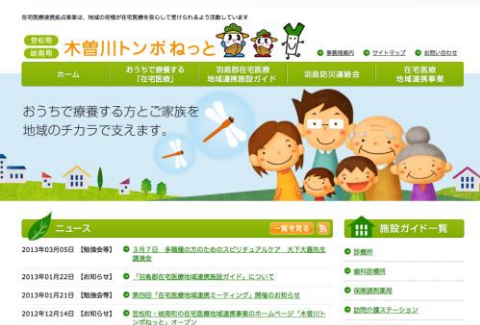 在宅医療連携拠点事業は、地域の皆様が在宅医療を安心して受けられるよう活動しています
笠松町
岐南町
木曽川トンボねっと
事務局案内 サイトマップ お問い合わせ
ホーム
おうちで療養する
「在宅医療」
羽島郡在宅医療
地域連携施設ガイド
羽島防災連絡会
在宅医療
地域連携事業
おうちで療養する方とご家族を
地域のチカラで支えます。
ニュース 一覧を見る
2013年03月05日 【勉強会等】 3月7日 多職種の方のためのスピリチュアルケア 大下大圓先生
講演会
2013年01月22日 【お知らせ】 「羽島郡在宅医療地域連携施設ガイド」について
2013年01月21日 【勉強会等】 第四回「在宅医療地域連携ミーティング」開催のお知らせ
2012年12月14日 【お知らせ】 笠松町・岐南町の在宅医療地域連携事業のホームページ「木曽川ト
ンボねっと」オープン
施設ガイド一覧
診療所
歯科診療所
保険調剤薬局
訪問介護ステーション